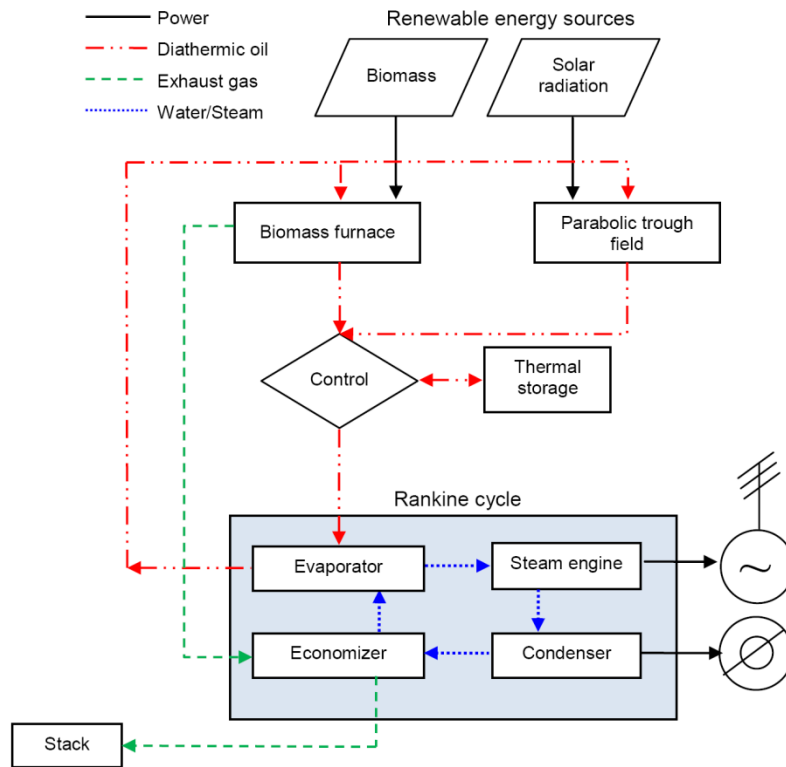 Power
Diathermic oil
Exhaust gas
Water/Steam
Renewable energy sources
Biomass
Solar
radiation
Biomass furnace
Parabolic trough
field
Control
Thermal
storage
Rankine cycle
Evaporator
Steam engine
~
Economizer
Condenser
Stack